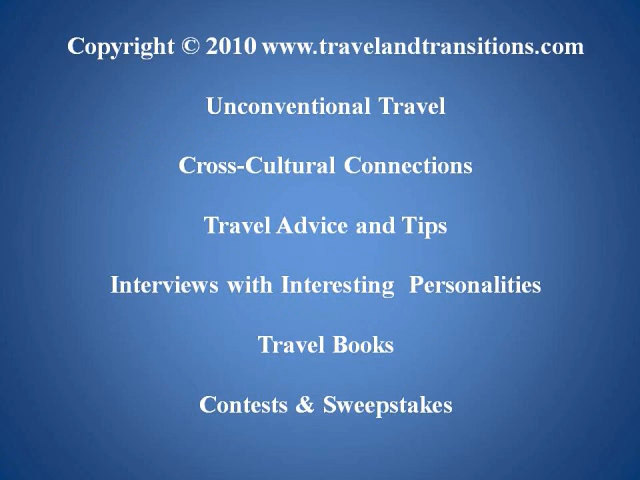 Copyright © 2010 www.travelandtransitions.com
Unconventional Travel
Cross-Cultural Connections
Travel Advice and Tips
Interviews with Interesting Personalities
Travel Books
Contests & Sweepstakes